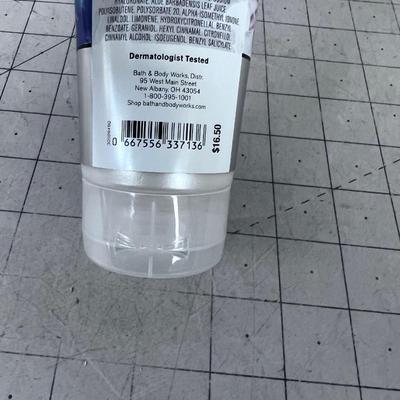 HYALURONATE, ALOE BARBADENSIS LEAF JUICE,
POLYISOBUTENE, POLYSORBATE 20, ALPHA-ISOMETHYL IONONE,
LINALOOL, LIMONENE, HYDROXYCITRONELLAL, BENZYL
BENZOATE, GERANIOL, HEXYL CINNAMAL, CITRONELLOL,
CINNAMYL ALCOHOL, ISOEUGENOL, BENZYL SALICYLATE.
Dermatologist Tested
Bath & Body Works, Distr.
95 West Main Street
New Albany, OH 43054
1-800-395-1001
Shop bathandbodyworks.com
0 667556 337136
$16.50